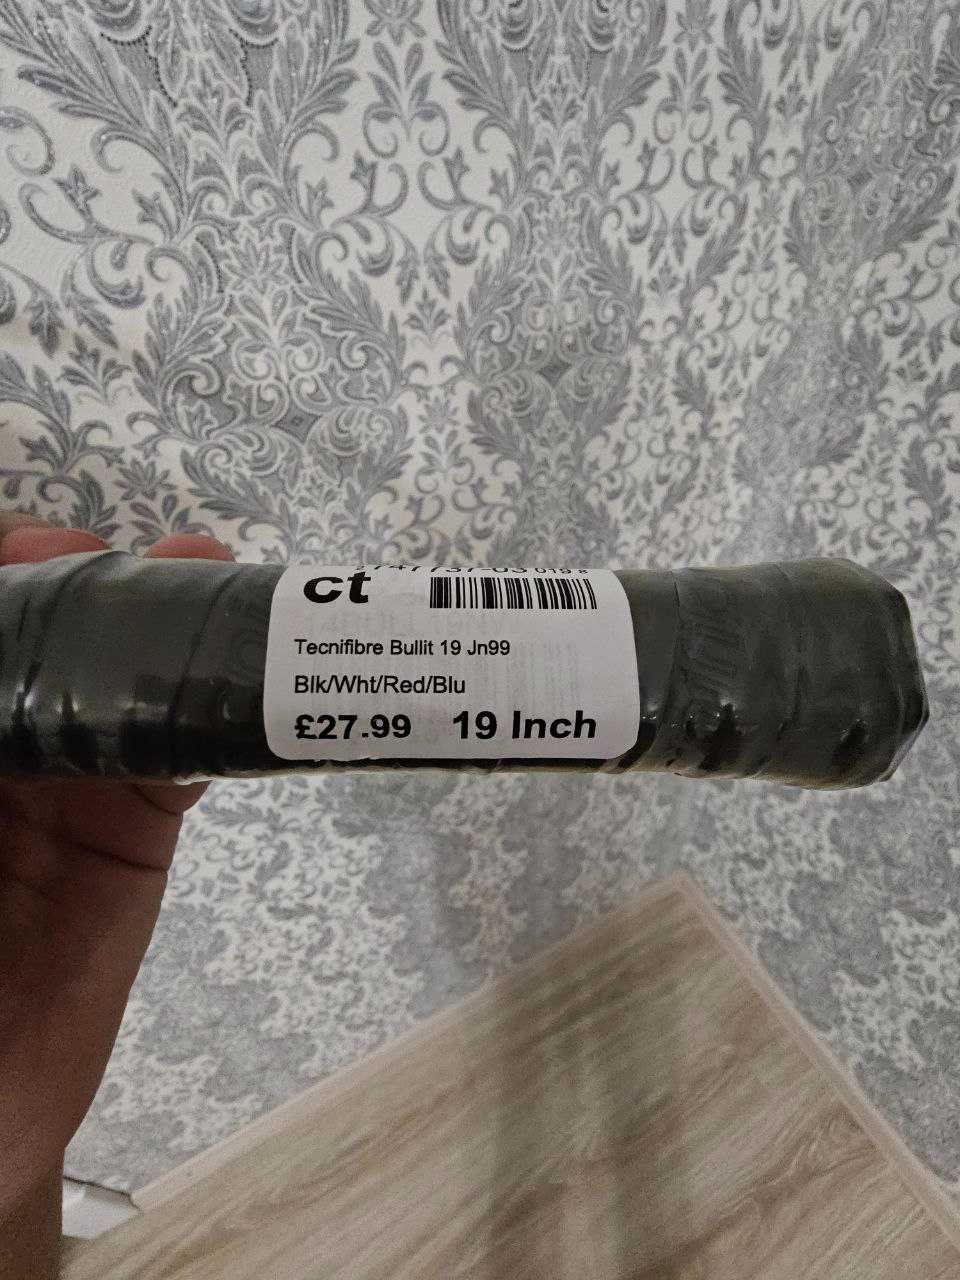 ct
Tecnifibre Bullit 19 Jn99
Blk/Wht/Red/Blu
£27.99 19 Inch